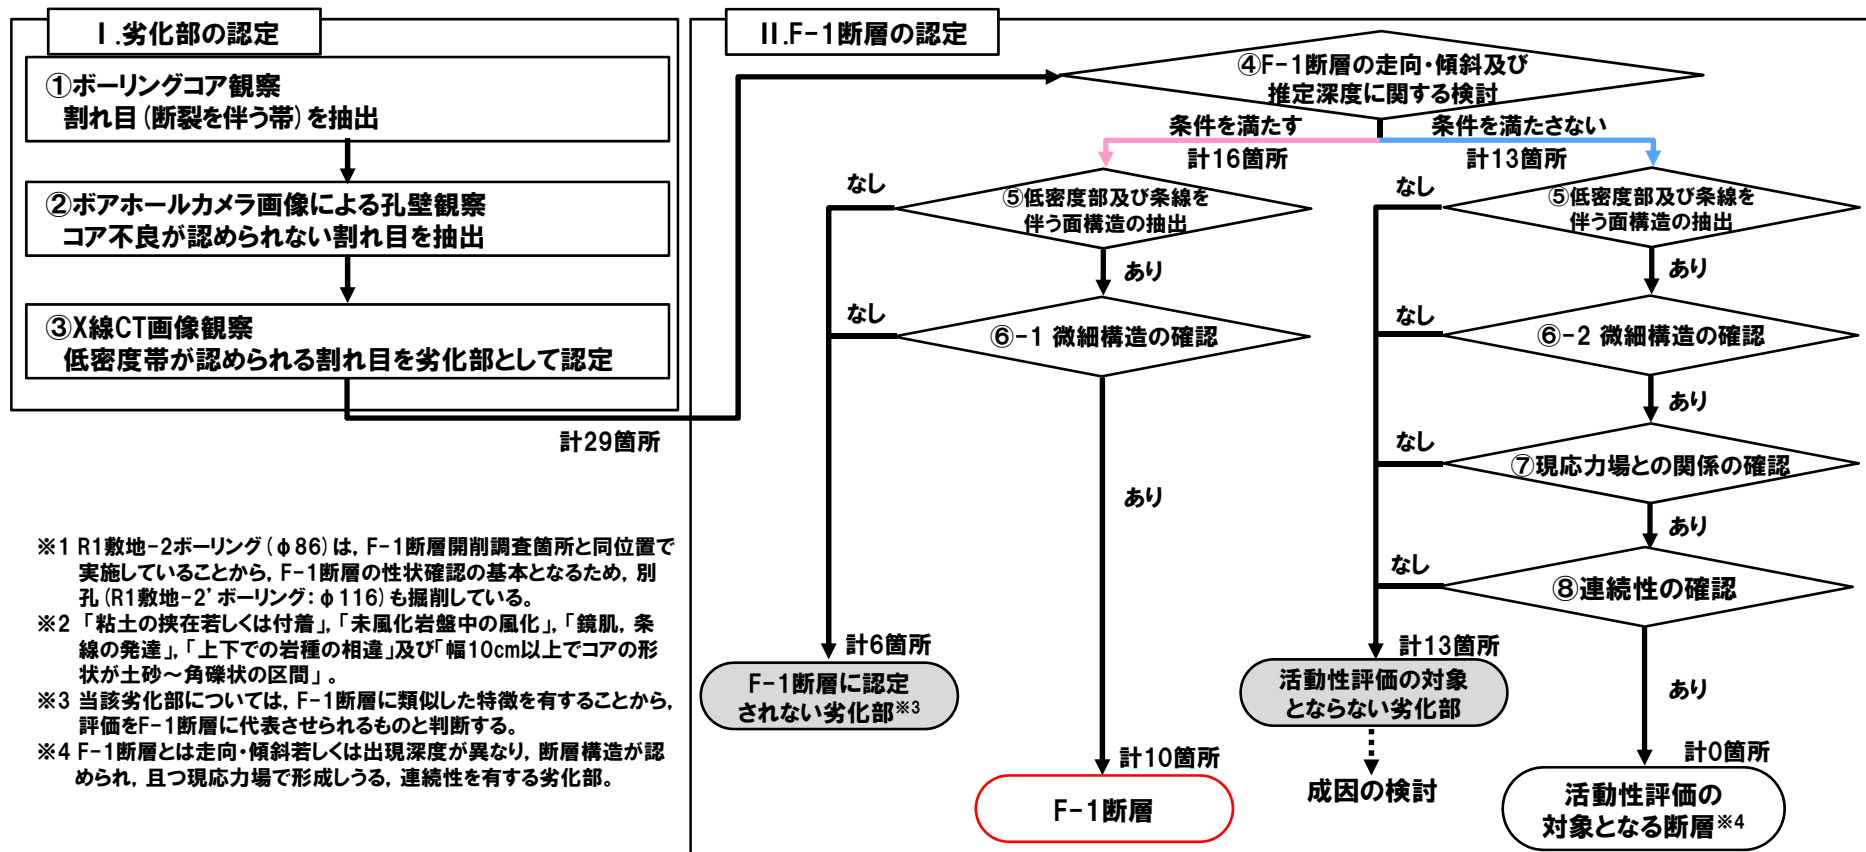 Ⅰ.劣化部の認定
①ボーリングコア観察
割れ目(断裂を伴う帯)を抽出
②ボアホールカメラ画像による孔壁観察
コア不良が認められない割れ目を抽出
③X線CT画像観察
低密度帯が認められる割れ目を劣化部として認定
計29箇所
※1 R1敷地-2ボーリング(φ86)は，F-1断層開削調査箇所と同位置で
実施していることから，F-1断層の性状確認の基本となるため，別
孔(R1敷地-2’ボーリング：φ116)も掘削している。
※2 「粘土の挟在若しくは付着」，「未風化岩盤中の風化」，「鏡肌，条
線の発達」，「上下での岩種の相違」及び「幅10cm以上でコアの形
状が土砂～角礫状の区間」。
※3 当該劣化部については，F-1断層に類似した特徴を有することから，
評価をF-1断層に代表させられるものと判断する。
※4 F-1断層とは走向・傾斜若しくは出現深度が異なり，断層構造が認
められ，且つ現応力場で形成しうる，連続性を有する劣化部。
Ⅱ.F-1断層の認定
④F-1断層の走向・傾斜及び
推定深度に関する検討
条件を満たす
計16箇所
条件を満たさない
計13箇所
なし
⑤低密度部及び条線を
伴う面構造の抽出
あり
なし
⑥-1 微細構造の確認
あり
計6箇所
F-1断層に認定
されない劣化部※3
計10箇所
F-1断層
なし
⑤低密度部及び条線を
伴う面構造の抽出
あり
なし
⑥-2 微細構造の確認
あり
なし
⑦現応力場との関係の確認
あり
なし
⑧連続性の確認
あり
計13箇所
活動性評価の対象
とならない劣化部
成因の検討
計0箇所
活動性評価の
対象となる断層※4